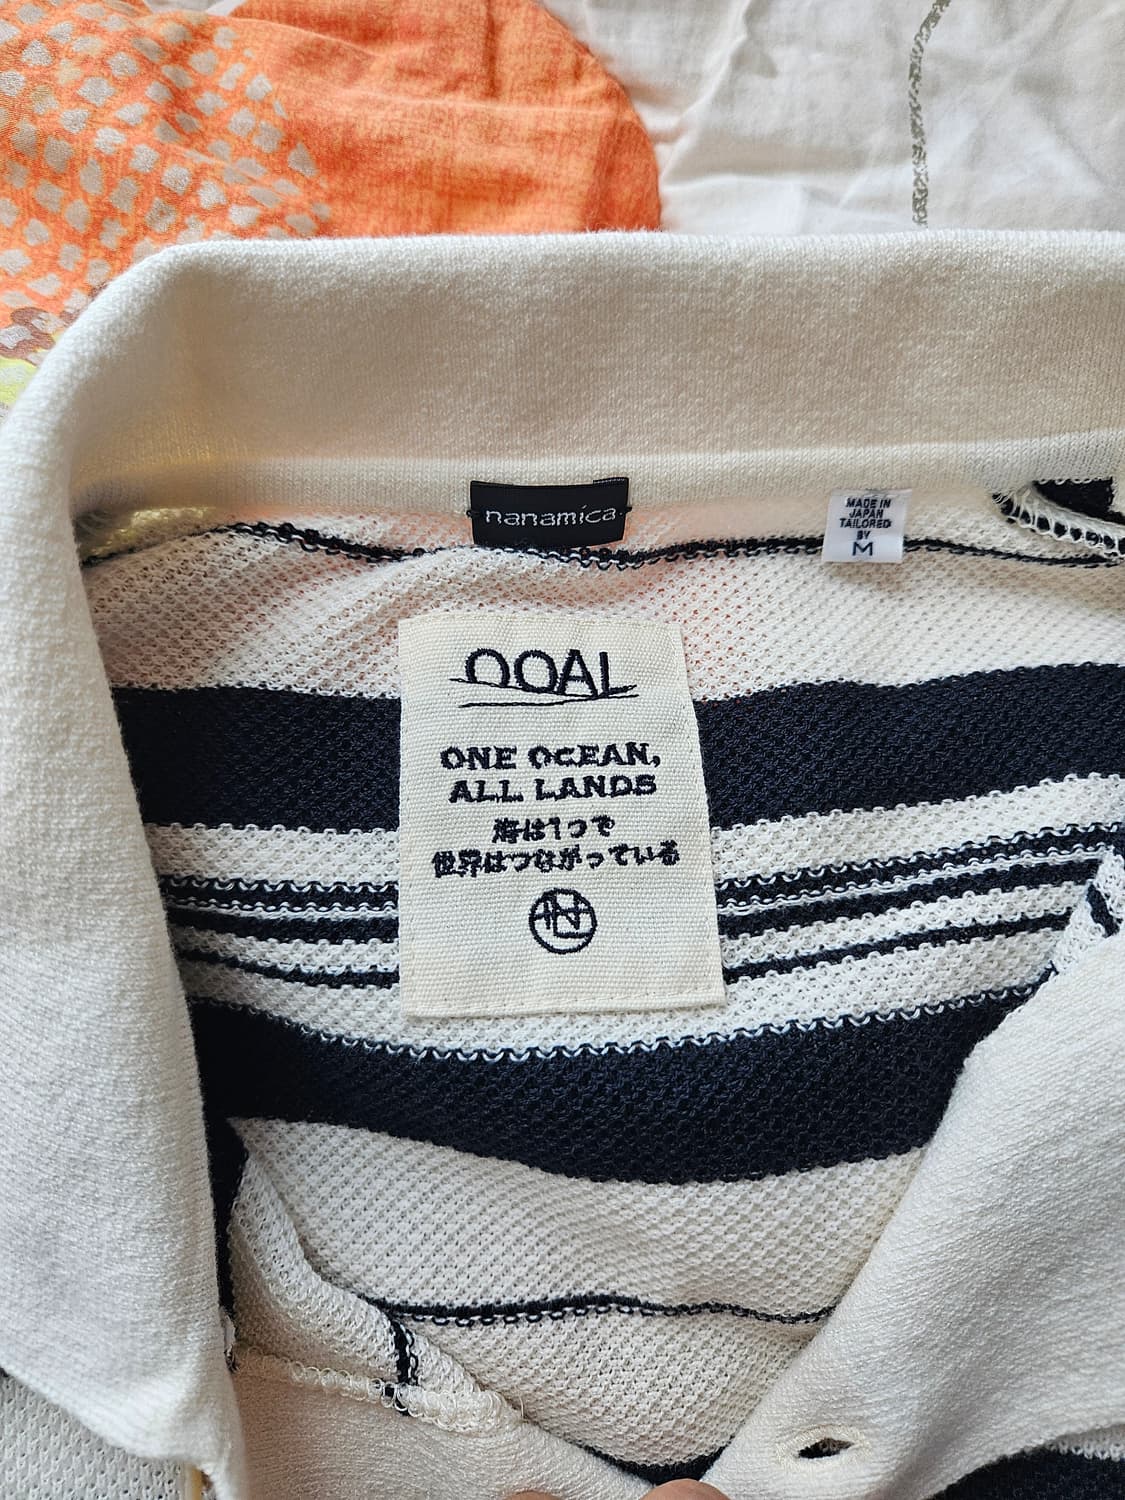 nanamica
MADE IN
JAPAN
TAILORED
BY
M
OOAL
ONE OCEAN,
ALL LANDS
海は1つで
世界はつながっている